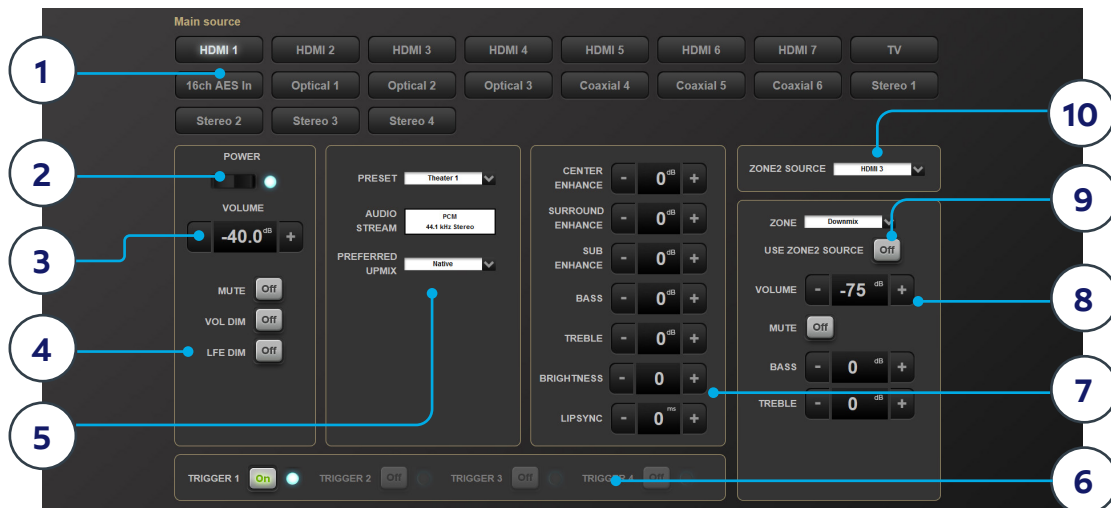 Main source
HDMI 1 HDMI 2 HDMI 3 HDMI 4 HDMI 5 HDMI 6 HDMI 7 TV
16ch AES In Optical 1 Optical 2 Optical 3 Coaxial 4 Coaxial 5 Coaxial 6 Stereo 1
Stereo 2 Stereo 3 Stereo 4
1
2
3
4
5
POWER
VOLUME
- -40.0 dB +
MUTE Off
VOL DIM Off
LFE DIM Off
PRESET Theater 1
AUDIO
STREAM
PCM
44.1 kHz Stereo
PREFERRED
UPMIX
Native
CENTER
ENHANCE
- 0 dB +
SURROUND
ENHANCE
- 0 dB +
SUB
ENHANCE
- 0 dB +
BASS - 0 dB +
TREBLE - 0 dB +
BRIGHTNESS - 0 +
LIPSYNC - 0 ms +
ZONE2 SOURCE HDMI 3
ZONE Downmix
USE ZONE2 SOURCE Off
VOLUME - -75 dB +
MUTE Off
BASS - 0 dB +
TREBLE - 0 dB +
TRIGGER 1 On TRIGGER 2 Off TRIGGER 3 Off TRIGGER 4 Off
10
9
8
7
6